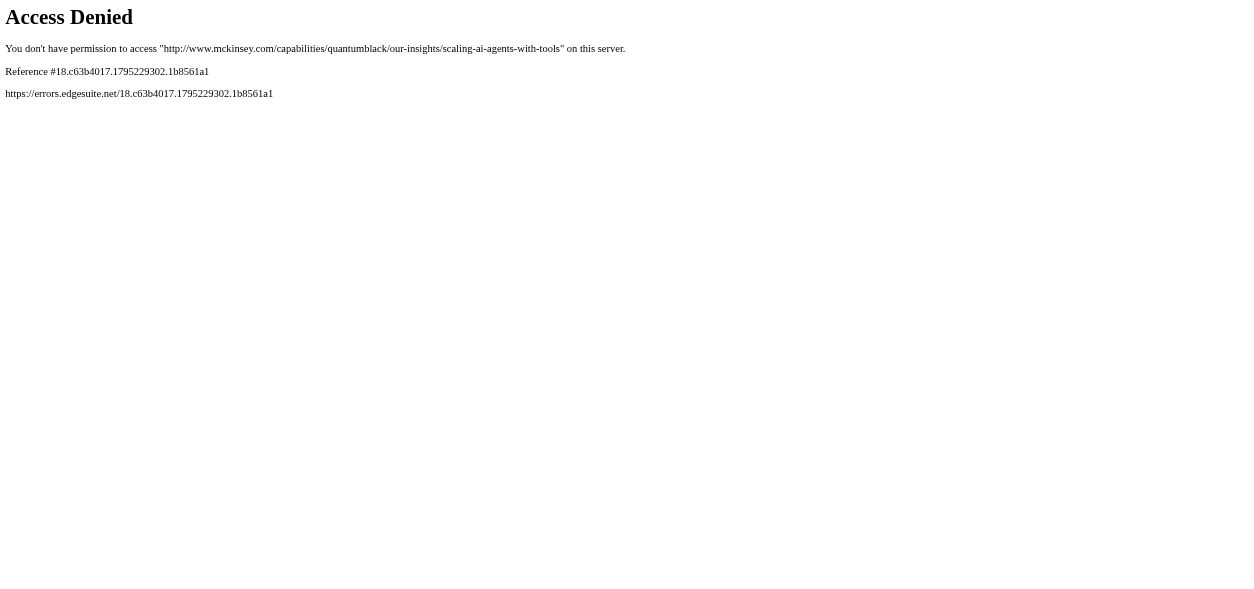 Access Denied
You don't have permission to access "http://www.mckinsey.com/capabilities/quantumblack/our-insights/scaling-ai-agents-with-tools" on this server.
Reference #18.c63b4017.1795229302.1b8561a1
https://errors.edgesuite.net/18.c63b4017.1795229302.1b8561a1